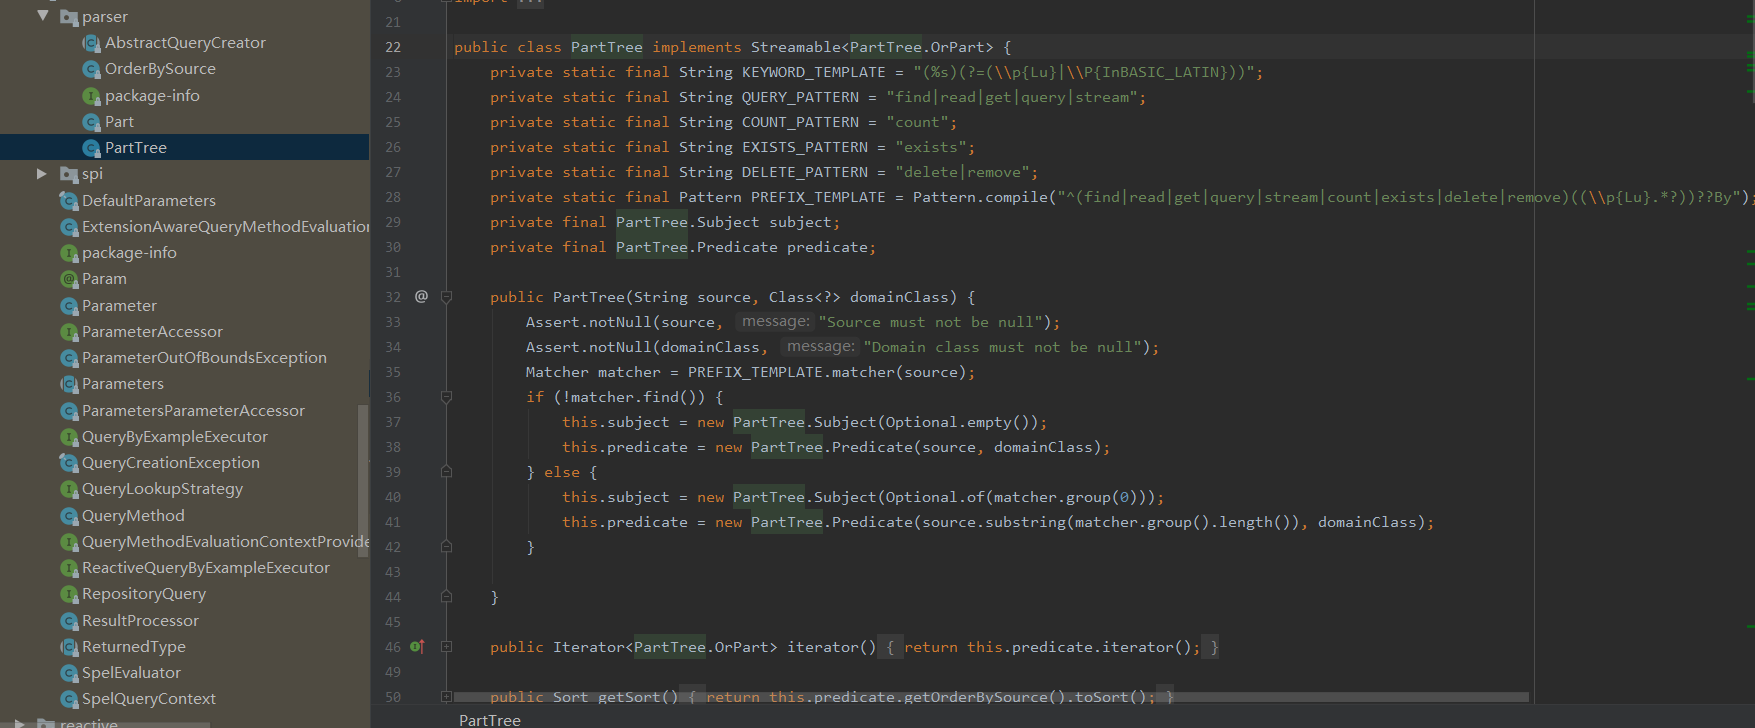 parser
AbstractQueryCreator
OrderBySource
package-info
Part
PartTree
spi
DefaultParameters
ExtensionAwareQueryMethodEvaluation
package-info
Param
Parameter
ParameterAccessor
ParameterOutOfBoundsException
Parameters
ParametersParameterAccessor
QueryByExampleExecutor
QueryCreationException
QueryLookupStrategy
QueryMethod
QueryMethodEvaluationContextProvide
ReactiveQueryByExampleExecutor
RepositoryQuery
ResultProcessor
ReturnedType
SpelEvaluator
SpelQueryContext
reactive
import ...
21
22 public class PartTree implements Streamable<PartTree.OrPart> {
23 private static final String KEYWORD_TEMPLATE = "(%s)(?=(\\p{Lu}|\\P{InBASIC_LATIN}))";
24 private static final String QUERY_PATTERN = "find|read|get|query|stream";
25 private static final String COUNT_PATTERN = "count";
26 private static final String EXISTS_PATTERN = "exists";
27 private static final String DELETE_PATTERN = "delete|remove";
28 private static final Pattern PREFIX_TEMPLATE = Pattern.compile("^(find|read|get|query|stream|count|exists|delete|remove)((\\p{Lu}.*?))??By");
29 private final PartTree.Subject subject;
30 private final PartTree.Predicate predicate;
31
32 @ public PartTree(String source, Class<?> domainClass) {
33 Assert.notNull(source, message: "Source must not be null");
34 Assert.notNull(domainClass, message: "Domain class must not be null");
35 Matcher matcher = PREFIX_TEMPLATE.matcher(source);
36 if (!matcher.find()) {
37 this.subject = new PartTree.Subject(Optional.empty());
38 this.predicate = new PartTree.Predicate(source, domainClass);
39 } else {
40 this.subject = new PartTree.Subject(Optional.of(matcher.group(0)));
41 this.predicate = new PartTree.Predicate(source.substring(matcher.group().length()), domainClass);
42 }
43
44 }
45
46 public Iterator<PartTree.OrPart> iterator() { return this.predicate.iterator(); }
49
50 public Sort getSort() { return this.predicate.getOrderBySource().toSort(); }
PartTree